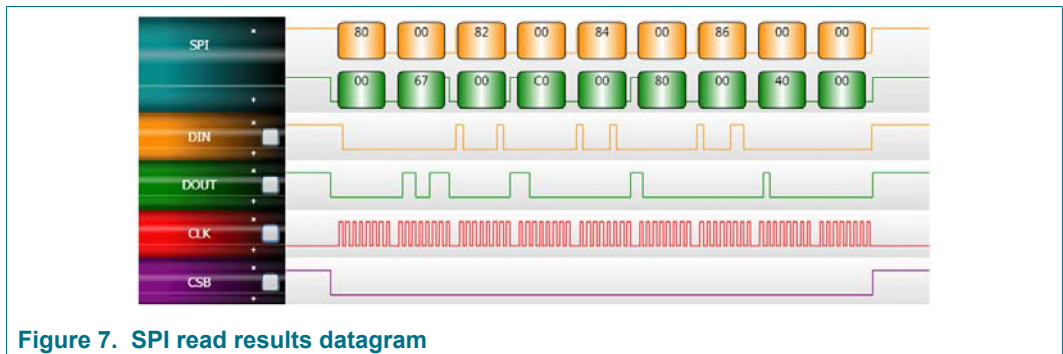 SPI
80 00 82 00 84 00 86 00 00
00 67 00 C0 00 80 00 40 00
DIN
DOUT
CLK
CSB
Figure 7. SPI read results datagram